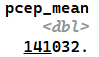 pcep_mean
<dbl>
141032.